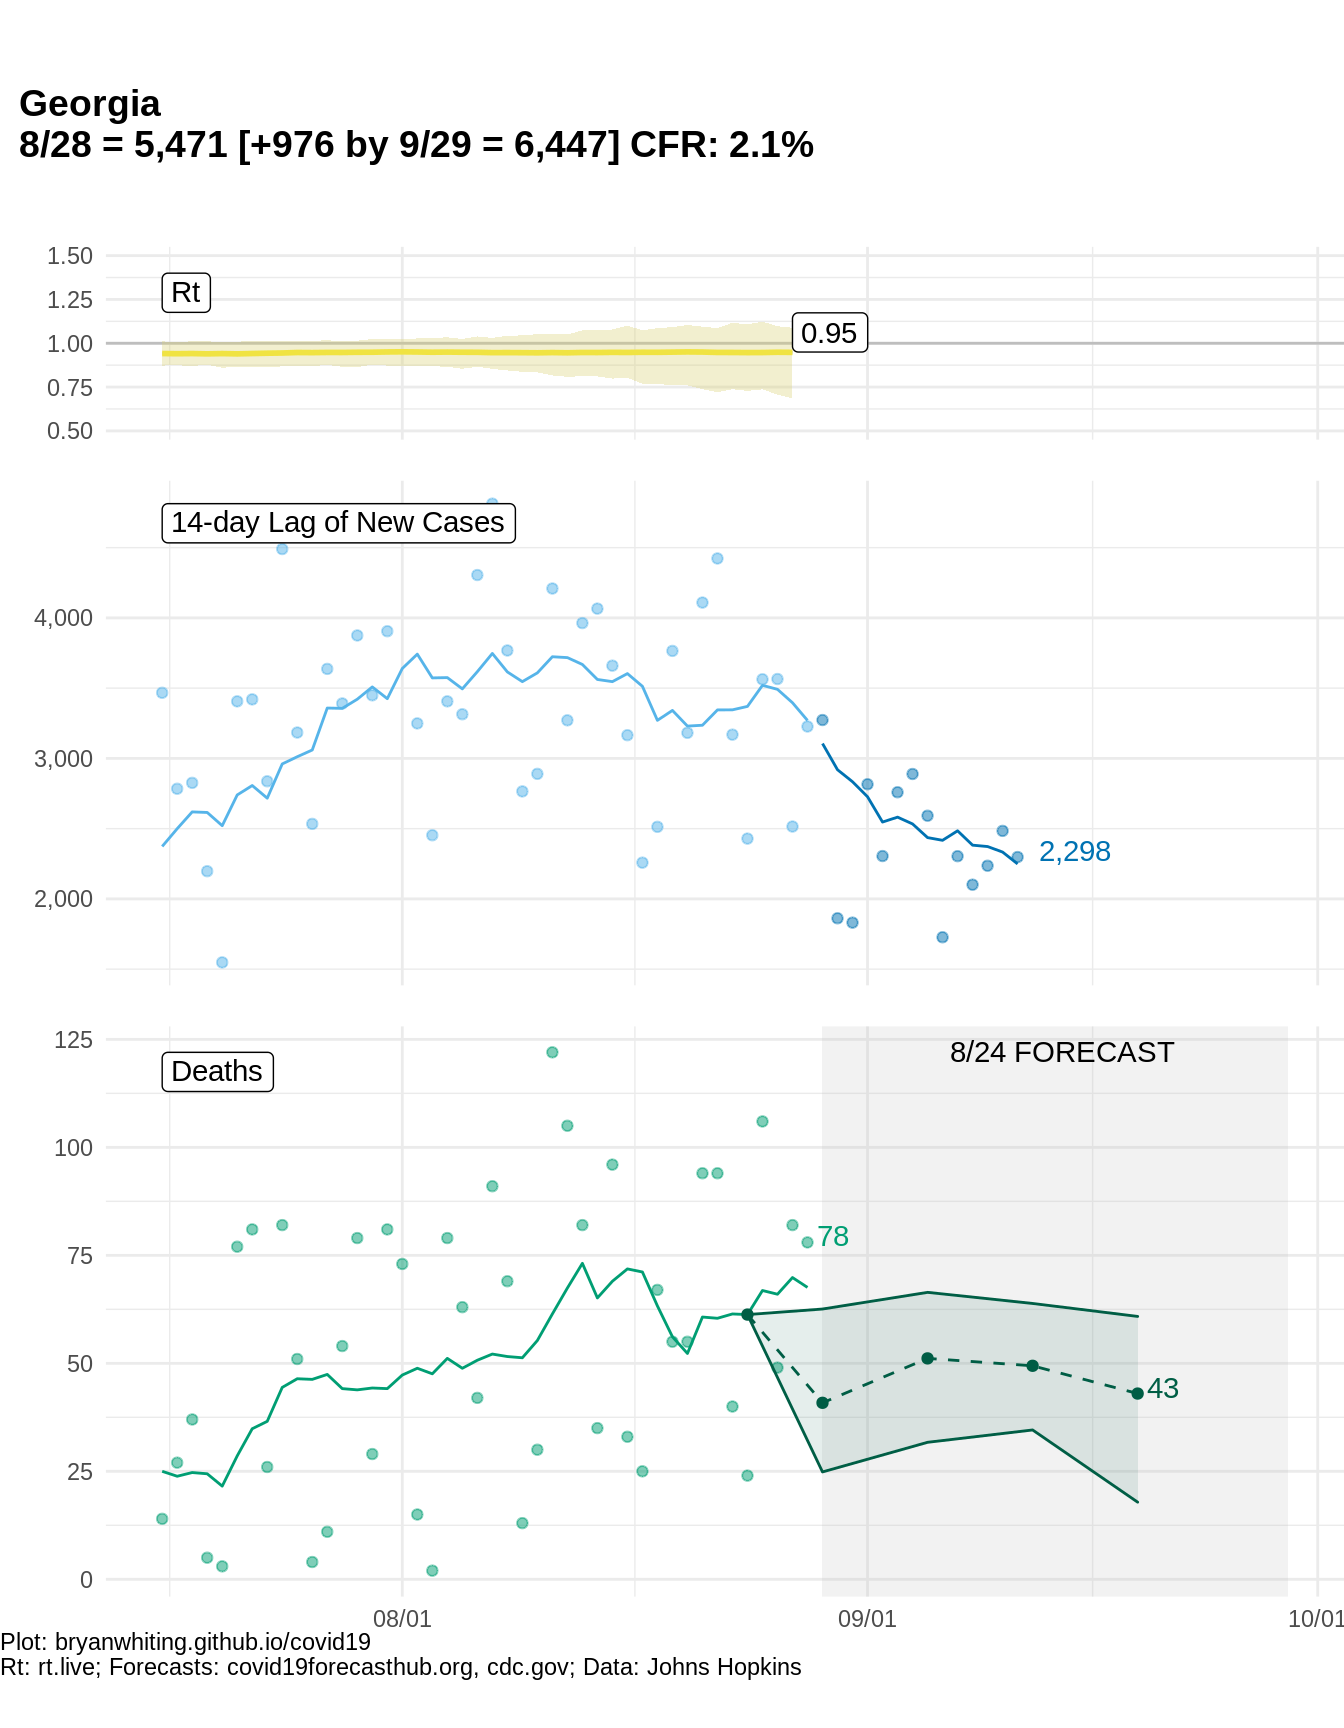 Georgia
8/28 = 5,471 [+976 by 9/29 = 6,447] CFR: 2.1%
1.50
1.25
1.00
0.75
0.50
Rt
0.95
14-day Lag of New Cases
4,000
3,000
2,000
2,298
125
100
75
50
25
0
Deaths
8/24 FORECAST
78
43
08/01
09/01
10/01
Plot: bryanwhiting.github.io/covid19
Rt: rt.live; Forecasts: covid19forecasthub.org, cdc.gov; Data: Johns Hopkins